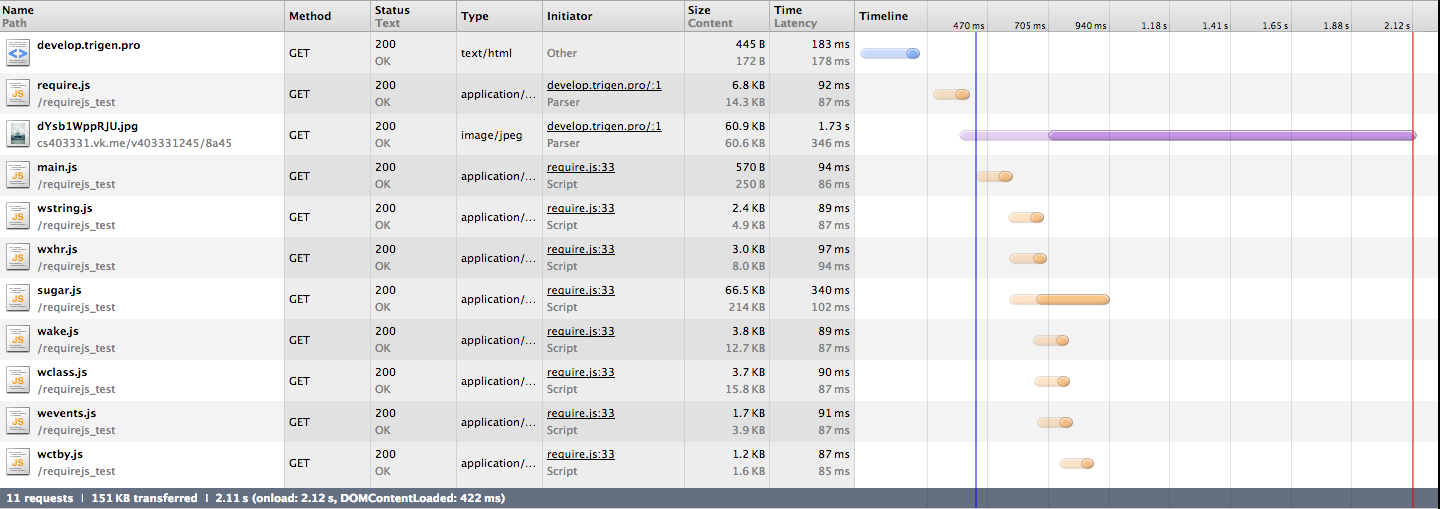 Name Method Status Type Initiator Size Time Timeline
Path Text Content Latency 470 ms 705 ms 940 ms 1.18 s 1.41 s 1.65 s 1.88 s 2.12 s
develop.trigen.pro GET 200 text/html Other 445 B 183 ms
OK 172 B 178 ms
require.js GET 200 application/... develop.trigen.pro/:1 6.8 KB 92 ms
/requirejs_test OK Parser 14.3 KB 87 ms
dYsb1WppRJU.jpg GET 200 image/jpeg develop.trigen.pro/:1 60.9 KB 1.73 s
cs403331.vk.me/v403331245/8a45 OK Parser 60.6 KB 346 ms
main.js GET 200 application/... require.js:33 570 B 94 ms
/requirejs_test OK Script 250 B 86 ms
wstring.js GET 200 application/... require.js:33 2.4 KB 89 ms
/requirejs_test OK Script 4.9 KB 87 ms
wxhr.js GET 200 application/... require.js:33 3.0 KB 97 ms
/requirejs_test OK Script 8.0 KB 94 ms
sugar.js GET 200 application/... require.js:33 66.5 KB 340 ms
/requirejs_test OK Script 214 KB 102 ms
wake.js GET 200 application/... require.js:33 3.8 KB 89 ms
/requirejs_test OK Script 12.7 KB 87 ms
wclass.js GET 200 application/... require.js:33 3.7 KB 90 ms
/requirejs_test OK Script 15.8 KB 87 ms
wevents.js GET 200 application/... require.js:33 1.7 KB 91 ms
/requirejs_test OK Script 3.9 KB 87 ms
wctby.js GET 200 application/... require.js:33 1.2 KB 87 ms
/requirejs_test OK Script 1.6 KB 85 ms
11 requests | 151 KB transferred | 2.11 s (onload: 2.12 s, DOMContentLoaded: 422 ms)